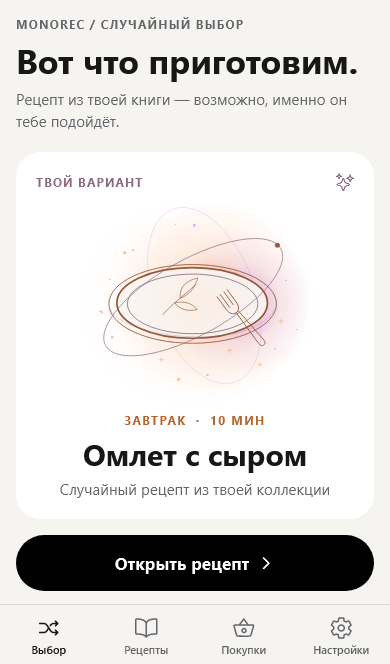 MONOREC / СЛУЧАЙНЫЙ ВЫБОР
Вот что приготовим.
Рецепт из твоей книги — возможно, именно он
тебе подойдёт.
ТВОЙ ВАРИАНТ
ЗАВТРАК · 10 МИН
Омлет с сыром
Случайный рецепт из твоей коллекции
Открыть рецепт
Выбор
Рецепты
Покупки
Настройки